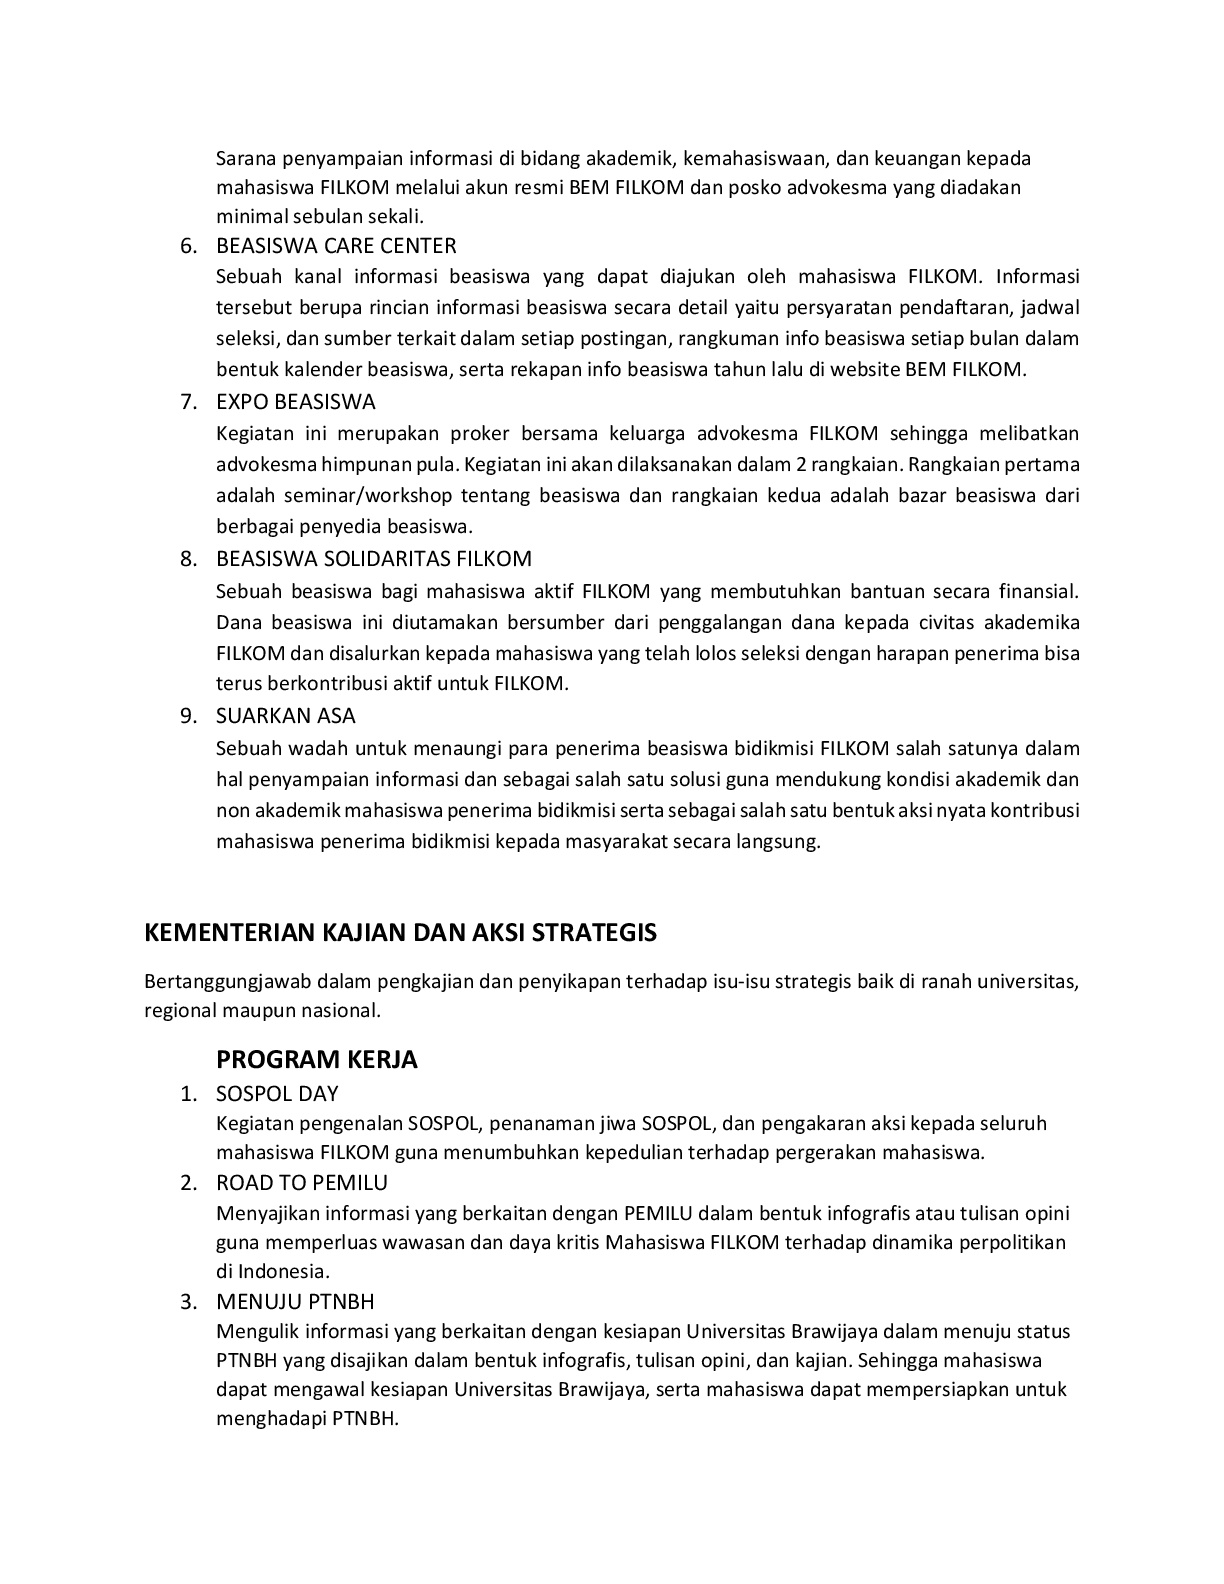 Sarana penyampaian informasi di bidang akademik, kemahasiswaan, dan keuangan kepada
mahasiswa FILKOM melalui akun resmi BEM FILKOM dan posko advokesma yang diadakan
minimal sebulan sekali.
6. BEASISWA CARE CENTER
Sebuah kanal informasi beasiswa yang dapat diajukan oleh mahasiswa FILKOM. Informasi
tersebut berupa rincian informasi beasiswa secara detail yaitu persyaratan pendaftaran, jadwal
seleksi, dan sumber terkait dalam setiap postingan, rangkuman info beasiswa setiap bulan dalam
bentuk kalender beasiswa, serta rekapan info beasiswa tahun lalu di website BEM FILKOM.
7. EXPO BEASISWA
Kegiatan ini merupakan proker bersama keluarga advokesma FILKOM sehingga melibatkan
advokesma himpunan pula. Kegiatan ini akan dilaksanakan dalam 2 rangkaian. Rangkaian pertama
adalah seminar/workshop tentang beasiswa dan rangkaian kedua adalah bazar beasiswa dari
berbagai penyedia beasiswa.
8. BEASISWA SOLIDARITAS FILKOM
Sebuah beasiswa bagi mahasiswa aktif FILKOM yang membutuhkan bantuan secara finansial.
Dana beasiswa ini diutamakan bersumber dari penggalangan dana kepada civitas akademika
FILKOM dan disalurkan kepada mahasiswa yang telah lolos seleksi dengan harapan penerima bisa
terus berkontribusi aktif untuk FILKOM.
9. SUARKAN ASA
Sebuah wadah untuk menaungi para penerima beasiswa bidikmisi FILKOM salah satunya dalam
hal penyampaian informasi dan sebagai salah satu solusi guna mendukung kondisi akademik dan
non akademik mahasiswa penerima bidikmisi serta sebagai salah satu bentuk aksi nyata kontribusi
mahasiswa penerima bidikmisi kepada masyarakat secara langsung.
KEMENTERIAN KAJIAN DAN AKSI STRATEGIS
Bertanggungjawab dalam pengkajian dan penyikapan terhadap isu-isu strategis baik di ranah universitas,
regional maupun nasional.
PROGRAM KERJA
1. SOSPOL DAY
Kegiatan pengenalan SOSPOL, penanaman jiwa SOSPOL, dan pengakaran aksi kepada seluruh
mahasiswa FILKOM guna menumbuhkan kepedulian terhadap pergerakan mahasiswa.
2. ROAD TO PEMILU
Menyajikan informasi yang berkaitan dengan PEMILU dalam bentuk infografis atau tulisan opini
guna memperluas wawasan dan daya kritis Mahasiswa FILKOM terhadap dinamika perpolitikan
di Indonesia.
3. MENUJU PTNBH
Mengulik informasi yang berkaitan dengan kesiapan Universitas Brawijaya dalam menuju status
PTNBH yang disajikan dalam bentuk infografis, tulisan opini, dan kajian. Sehingga mahasiswa
dapat mengawal kesiapan Universitas Brawijaya, serta mahasiswa dapat mempersiapkan untuk
menghadapi PTNBH.